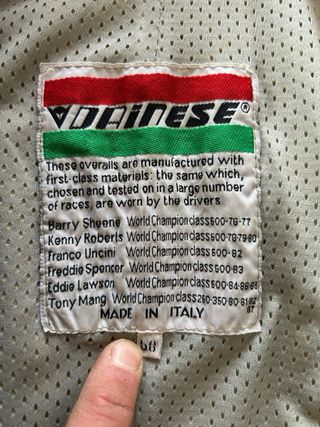 DAINESE®
These overalls are manufactured with
first-class materials: the same which,
chosen and tested on in a large number
of races, are worn by the drivers
Barry Sheene World Champion class 500-76-77
Kenny Roberts World Champion class 500-78-79-80
Franco Uncini World Champion class 500-82
Freddie Spencer World Champion class 500-83
Eddie Lawson World Champion class 500-84-86-88
Tony Mang World Champion class 250-350 80-81-82
87
MADE IN ITALY